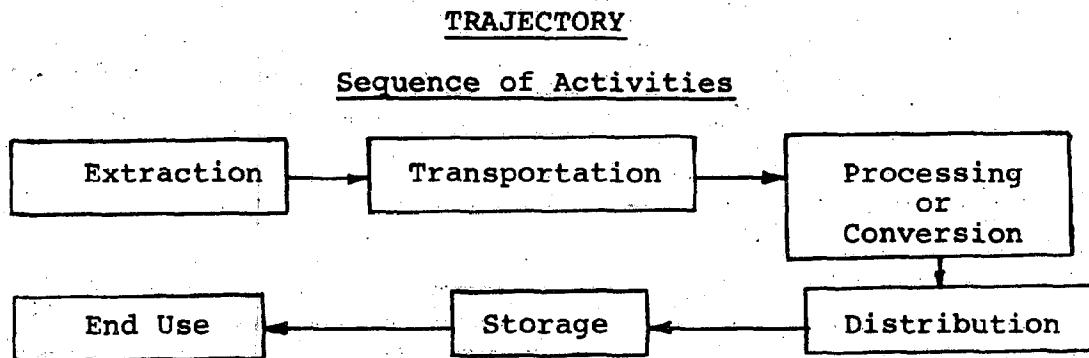 TRAJECTORY
Sequence of Activities
Extraction
Transportation
Processing
or
Conversion
Distribution
Storage
End Use